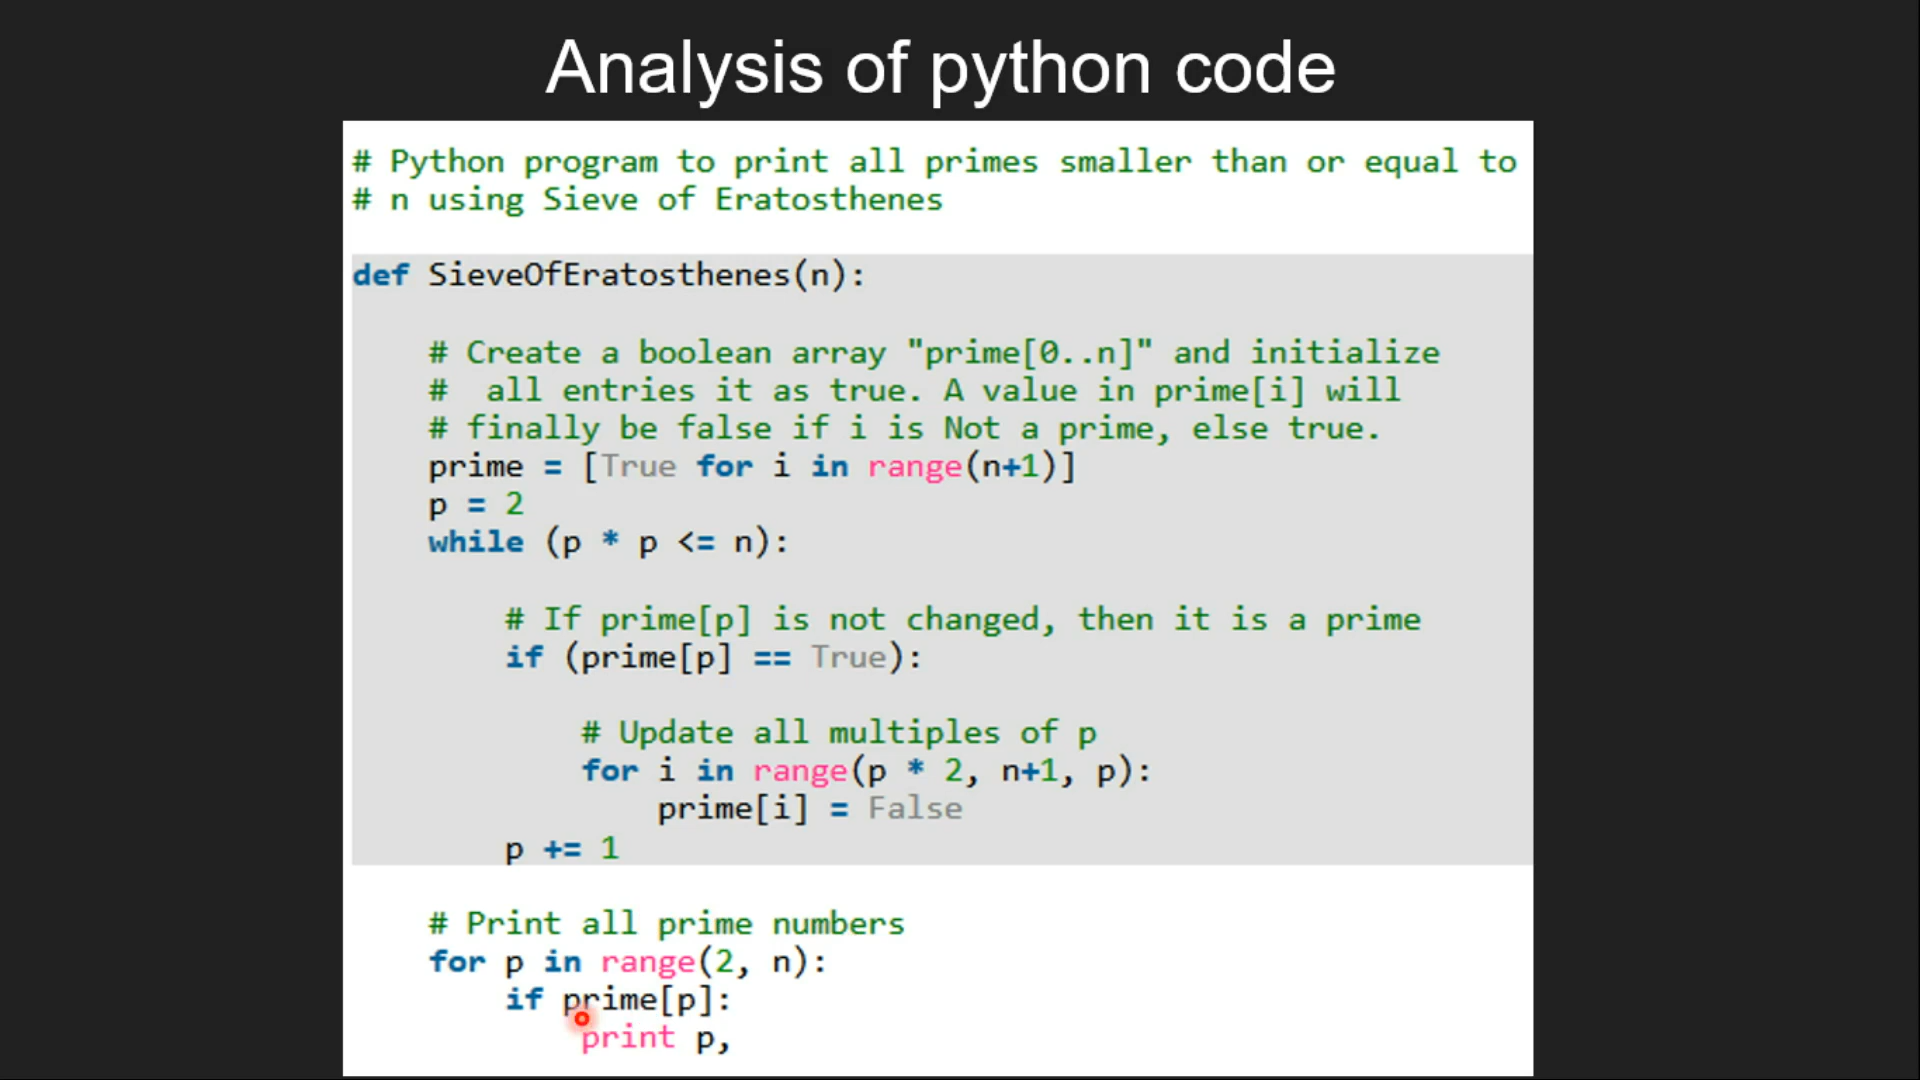 Analysis of python code
# Python program to print all primes smaller than or equal to
# n using Sieve of Eratosthenes
def SieveOfEratosthenes(n):
# Create a boolean array "prime[0..n]" and initialize
#  all entries it as true. A value in prime[i] will
# finally be false if i is Not a prime, else true.
prime = [True for i in range(n+1)]
p = 2
while (p * p <= n):
# If prime[p] is not changed, then it is a prime
if (prime[p] == True):
# Update all multiples of p
for i in range(p * 2, n+1, p):
prime[i] = False
p += 1
# Print all prime numbers
for p in range(2, n):
if prime[p]:
print p,